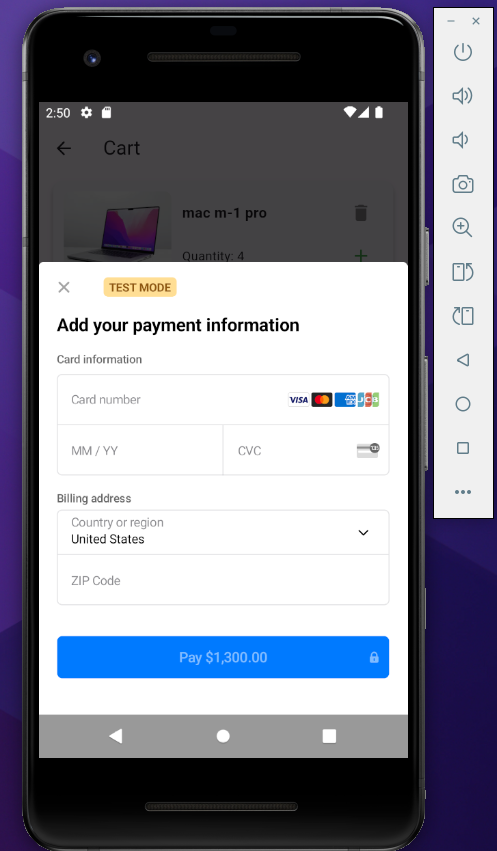 2:50
Cart
mac m-1 pro
Quantity: 4
TEST MODE
Add your payment information
Card information
Card number
VISA
MM / YY
CVC
Billing address
Country or region
United States
ZIP Code
Pay $1,300.00